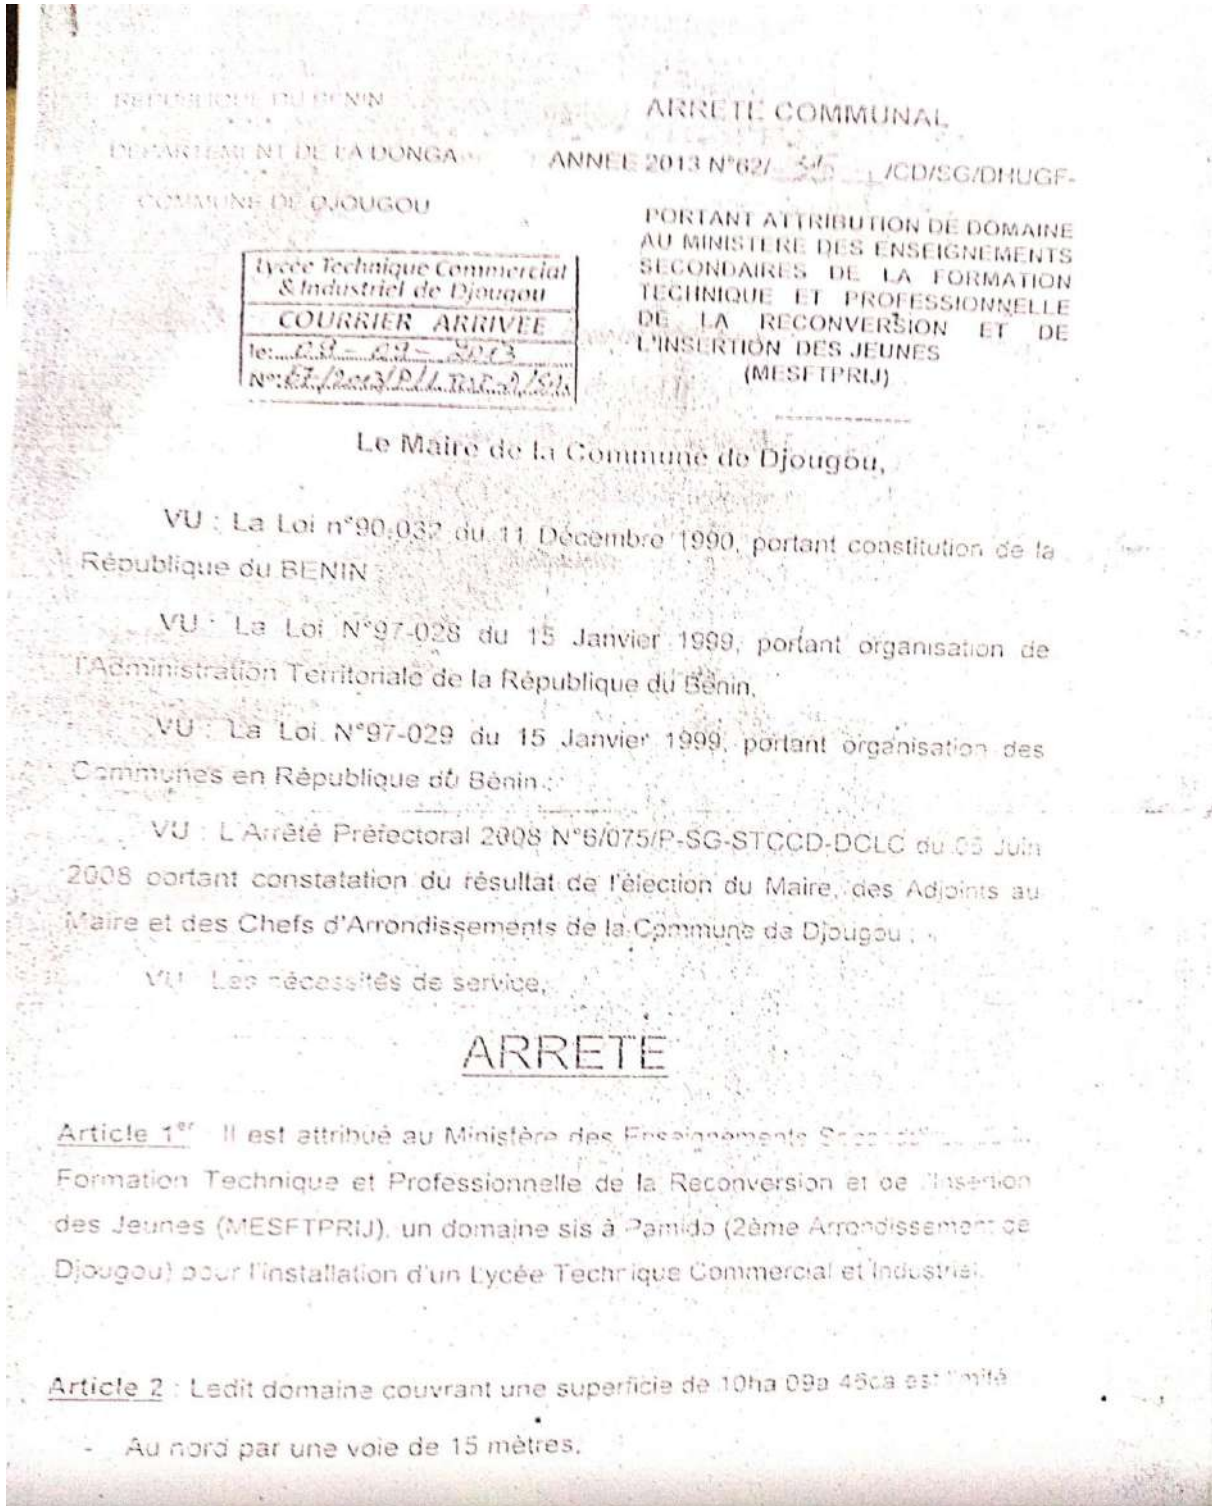 REPUBLIQUE DU BENIN
DEPARTEMENT DE LA DONGA
COMMUNE DE DJOUGOU
ARRETE COMMUNAL
ANNEE 2013 N°62/ /CD/SG/DHUGF-
PORTANT ATTRIBUTION DE DOMAINE
AU MINISTERE DES ENSEIGNEMENTS
SECONDAIRES DE LA FORMATION
TECHNIQUE ET PROFESSIONNELLE
DE LA RECONVERSION ET DE
L'INSERTION DES JEUNES
(MESFTPRIJ)
Lycée Technique Commercial
& Industriel de Djougou
COURRIER ARRIVEE
le: 2013
N°:
Le Maire de la Commune de Djougou,
VU : La Loi n°90-032 du 11 Décembre 1990, portant constitution de la
République du BENIN
VU : La Loi N°97-028 du 15 Janvier 1999, portant organisation de
l'Administration Territoriale de la République du Bénin,
VU : La Loi N°97-029 du 15 Janvier 1999, portant organisation des
Communes en République du Bénin ;
VU : L'Arrêté Préfectoral 2008 N°6/075/P-SG-STCCD-DCLC du Juin
2008 portant constatation du résultat de l'élection du Maire, des Adjoints au
Maire et des Chefs d'Arrondissements de la Commune de Djougou ;
VU Les nécessités de service,
ARRETE
Article 1er : Il est attribué au Ministère des Enseignements Secondaires de la
Formation Technique et Professionnelle de la Reconversion et de l'Insertion
des Jeunes (MESFTPRIJ), un domaine sis à Pamido (2ème Arrondissement de
Djougou) pour l'installation d'un Lycée Technique Commercial et Industriel.
Article 2 : Ledit domaine couvrant une superficie de 10ha 09a 46ca est limité
- Au nord par une voie de 15 mètres,